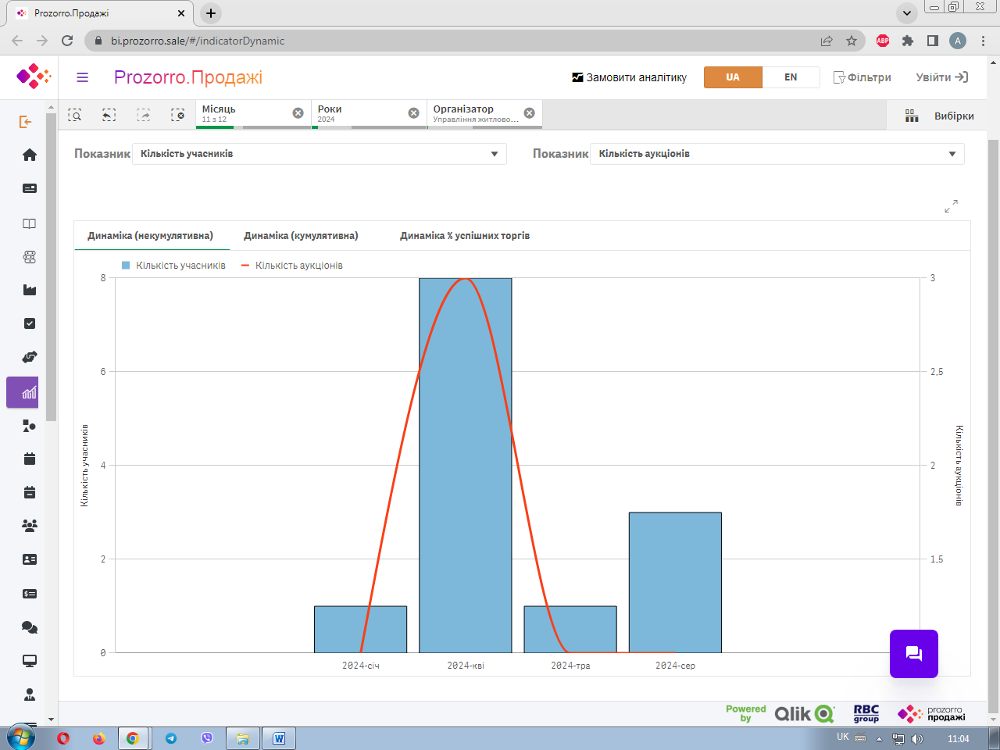 Prozorro.Продажі
bi.prozorro.sale/#/indicatorDynamic
ABP
A
Prozorro.Продажі
Замовити аналітику
UA
EN
Фільтри
Увійти
Місяць
11 з 12
Роки
2024
Організатор
Управління житлово...
Вибірки
Показник
Кількість учасників
Показник
Кількість аукціонів
Динаміка (некумулятивна)
Динаміка (кумулятивна)
Динаміка % успішних торгів
Кількість учасників
Кількість аукціонів
8
6
4
2
0
Кількість учасників
3
2,5
2
1,5
Кількість аукціонів
2024-січ
2024-кві
2024-тра
2024-сер
Powered by
Qlik
RBC group
prozorro продажі
UK
11:04